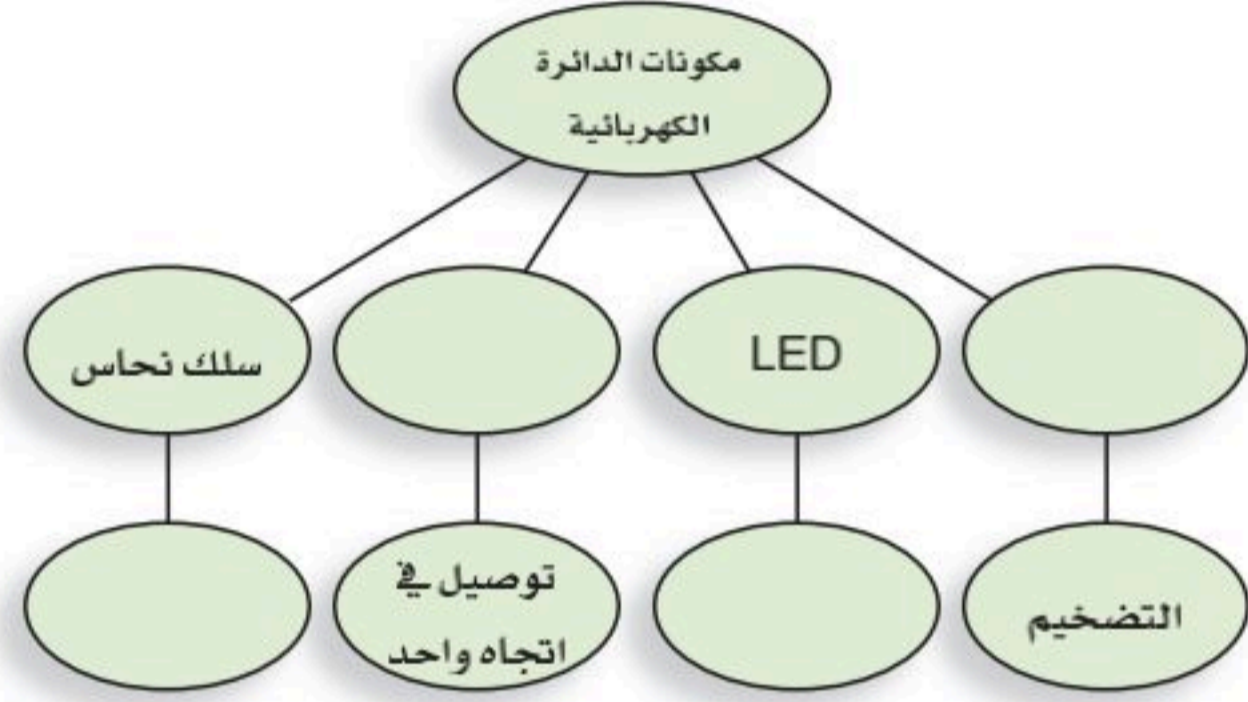 مكونات الدائرة
الكهربائية
LED
سلك نحاس
التضخيم
توصيل في
اتجاه واحد